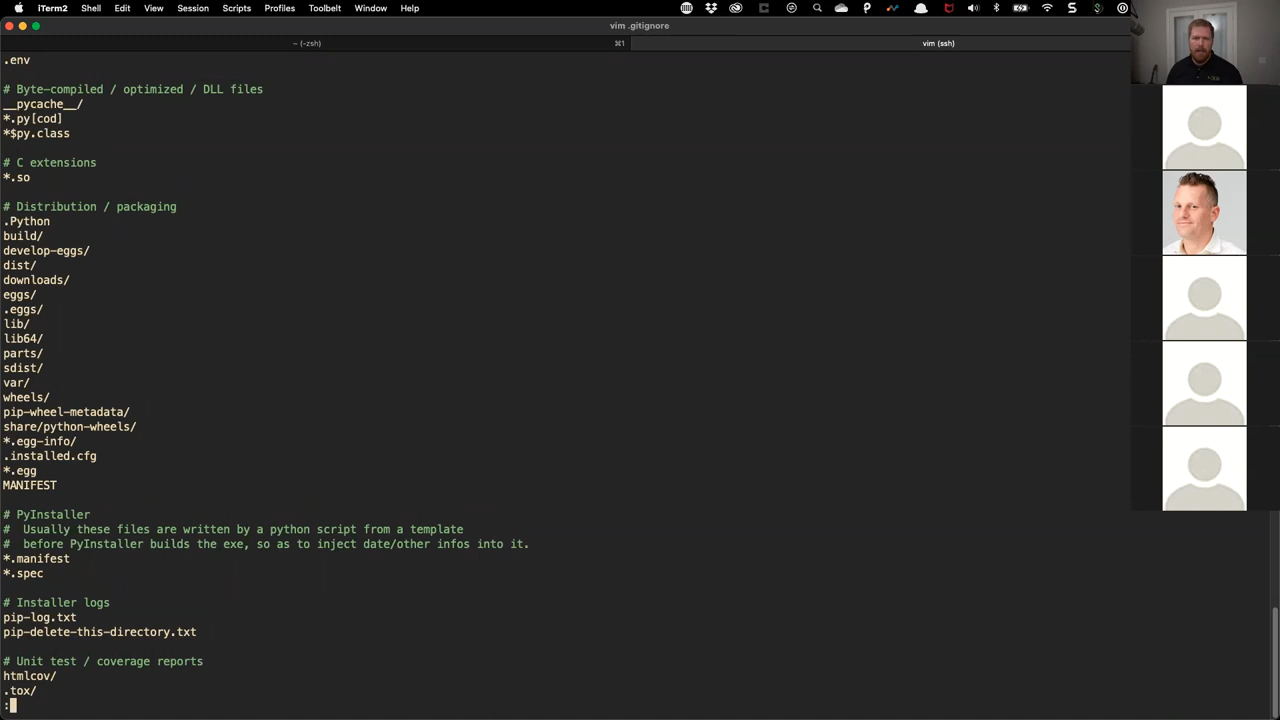 iTerm2 Shell Edit View Session Scripts Profiles Toolbelt Window Help
vim .gitignore
~ (-zsh) ⌘1 vim (ssh)
.env
# Byte-compiled / optimized / DLL files
__pycache__/
*.py[cod]
*$py.class
# C extensions
*.so
# Distribution / packaging
.Python
build/
develop-eggs/
dist/
downloads/
eggs/
.eggs/
lib/
lib64/
parts/
sdist/
var/
wheels/
pip-wheel-metadata/
share/python-wheels/
*.egg-info/
.installed.cfg
*.egg
MANIFEST
# PyInstaller
#  Usually these files are written by a python script from a template
#  before PyInstaller builds the exe, so as to inject date/other infos into it.
*.manifest
*.spec
# Installer logs
pip-log.txt
pip-delete-this-directory.txt
# Unit test / coverage reports
htmlcov/
.tox/
: